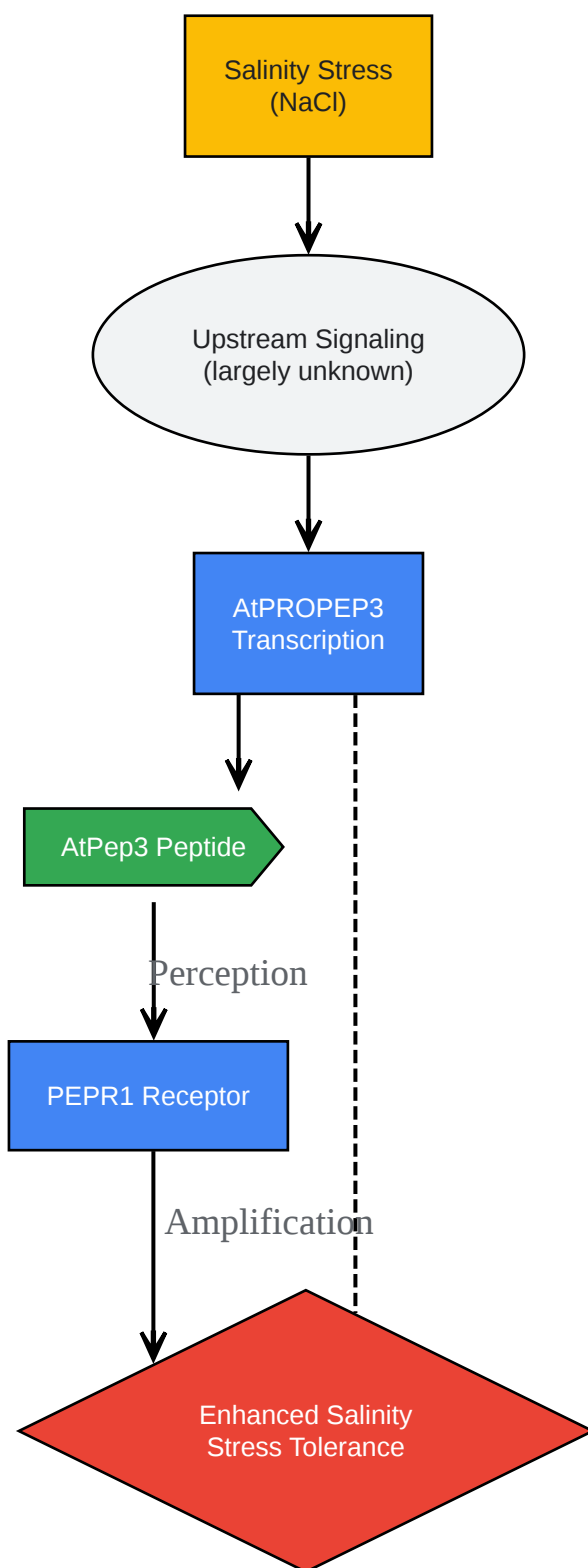 Salinity Stress
(NaCl)
Upstream Signaling
(largely unknown)
AtPROPEP3
Transcription
AtPep3 Peptide
Perception
PEPR1 Receptor
Amplification
Enhanced Salinity
Stress Tolerance